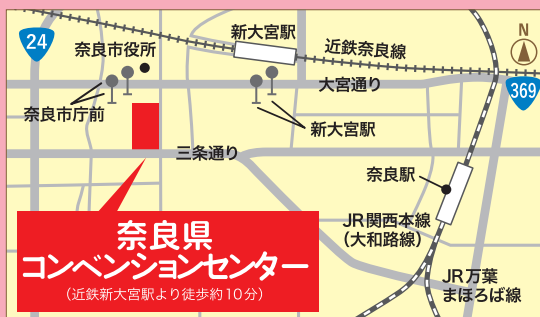 24
奈良市役所
新大宮駅
近鉄奈良線
N
大宮通り
369
奈良市庁前
新大宮駅
三条通り
奈良駅
JR関西本線
（大和路線）
奈良県
コンベンションセンター
（近鉄新大宮駅より徒歩約10分）
JR万葉
まほろば線